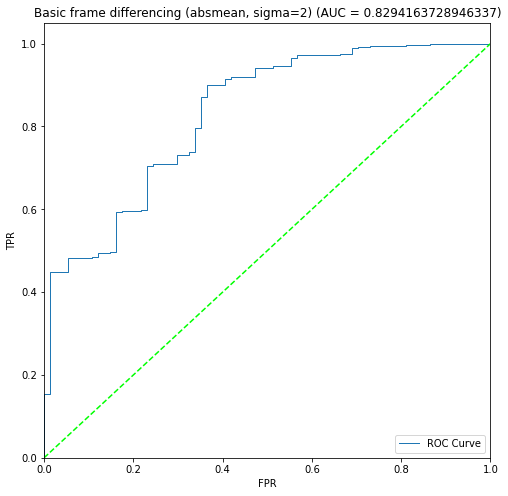 Basic frame differencing (absmean, sigma=2) (AUC = 0.8294163728946337)
1.0
0.8
0.6
TPR
0.4
0.2
0.0
ROC Curve
0.0 0.2 0.4 0.6 0.8 1.0
FPR